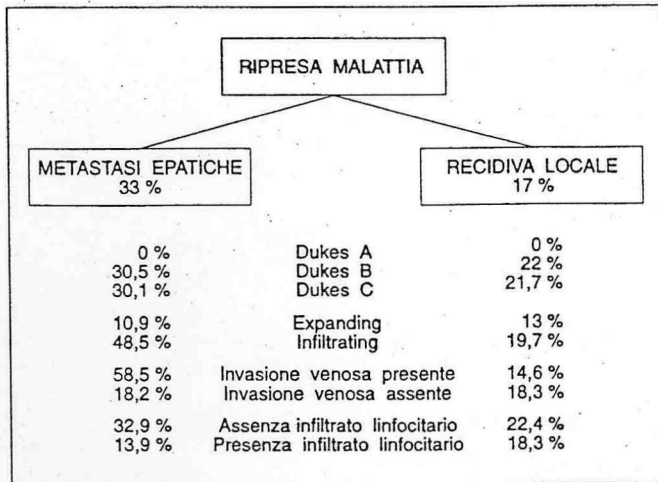 RIPRESA MALATTIA
METASTASI EPATICHE RECIDIVA LOCALE
33 % 17 %
0 % Dukes A 0 %
30,5 % Dukes B 22 %
30,1 % Dukes C 21,7 %
10,9 % Expanding 13 %
48,5 % Infiltrating 19,7 %
58,5 % Invasione venosa presente 14,6 %
18,2 % Invasione venosa assente 18,3 %
32,9 % Assenza infiltrato linfocitario 22,4 %
13,9 % Presenza infiltrato linfocitario 18,3 %